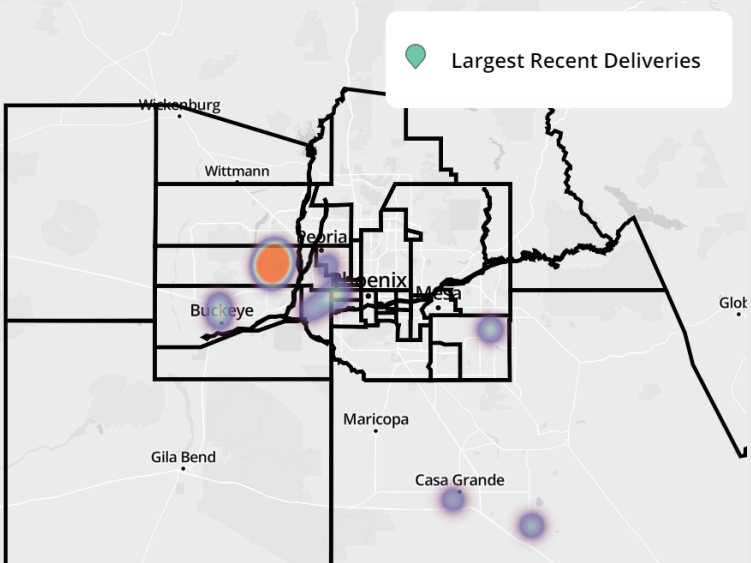 Largest Recent Deliveries
Wickenburg
Wittmann
Peoria
Phoenix
Mesa
Buckeye
Glob
Maricopa
Gila Bend
Casa Grande